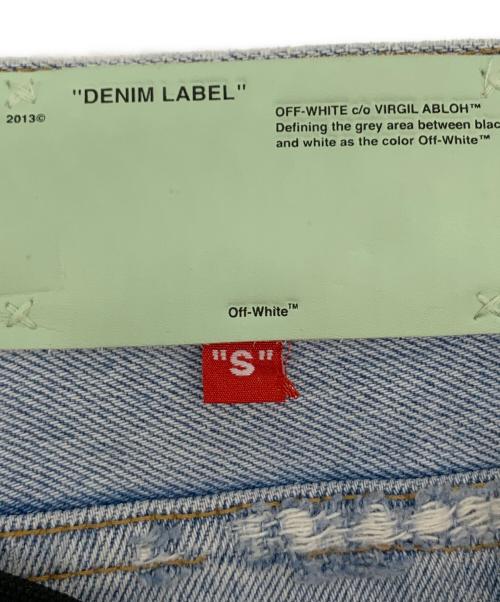 "DENIM LABEL"
2013©
OFF-WHITE c/o VIRGIL ABLOH™
Defining the grey area between blac
and white as the color Off-White™
Off-White™
"S"